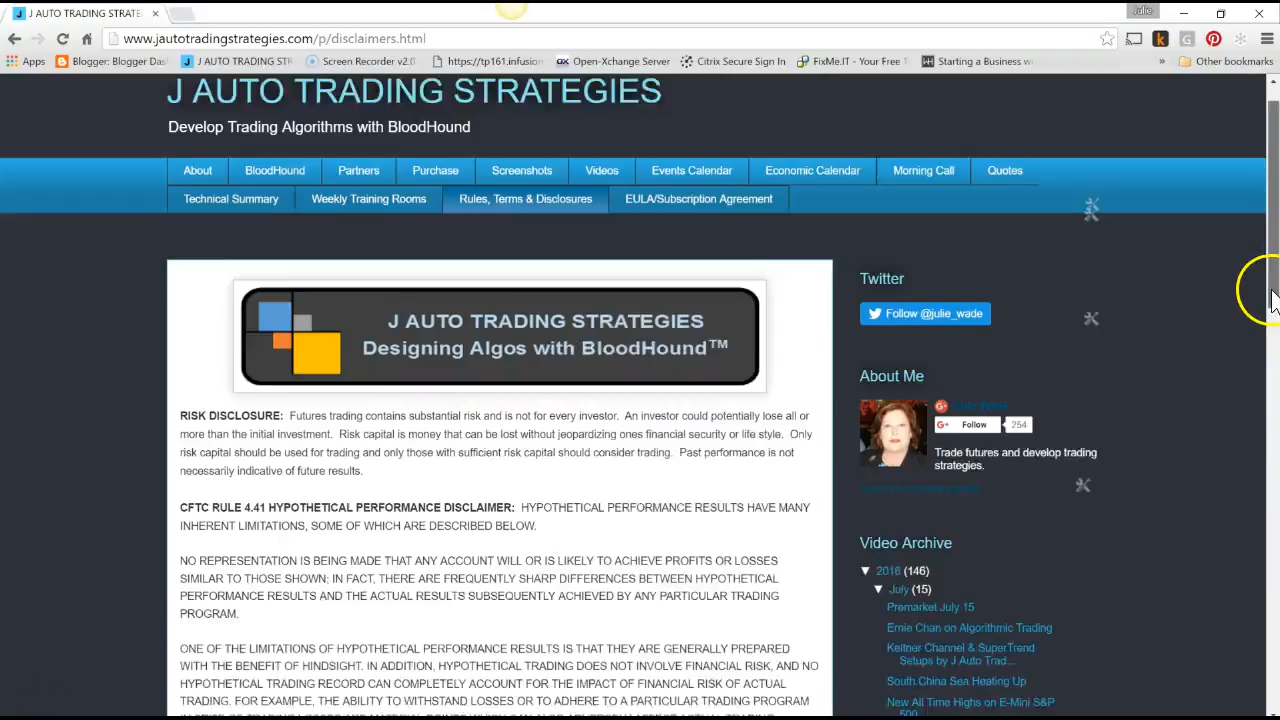 J AUTO TRADING STRATE
Julie
www.jautotradingstrategies.com/p/disclaimers.html
Apps
Blogger: Blogger Das
J AUTO TRADING STR
Screen Recorder v2.0
https://tp161.infusion
Open-Xchange Server
Citrix Secure Sign In
FixMe.IT - Your Free
Starting a Business w
» Other bookmarks
J AUTO TRADING STRATEGIES
Develop Trading Algorithms with BloodHound
About BloodHound Partners Purchase Screenshots Videos Events Calendar Economic Calendar Morning Call Quotes
Technical Summary Weekly Training Rooms Rules, Terms & Disclosures EULA/Subscription Agreement
J AUTO TRADING STRATEGIES
Designing Algos with BloodHound™
RISK DISCLOSURE: Futures trading contains substantial risk and is not for every investor. An investor could potentially lose all or
more than the initial investment. Risk capital is money that can be lost without jeopardizing ones financial security or life style. Only
risk capital should be used for trading and only those with sufficient risk capital should consider trading. Past performance is not
necessarily indicative of future results.
CFTC RULE 4.41 HYPOTHETICAL PERFORMANCE DISCLAIMER: HYPOTHETICAL PERFORMANCE RESULTS HAVE MANY
INHERENT LIMITATIONS, SOME OF WHICH ARE DESCRIBED BELOW.
NO REPRESENTATION IS BEING MADE THAT ANY ACCOUNT WILL OR IS LIKELY TO ACHIEVE PROFITS OR LOSSES
SIMILAR TO THOSE SHOWN; IN FACT, THERE ARE FREQUENTLY SHARP DIFFERENCES BETWEEN HYPOTHETICAL
PERFORMANCE RESULTS AND THE ACTUAL RESULTS SUBSEQUENTLY ACHIEVED BY ANY PARTICULAR TRADING
PROGRAM.
ONE OF THE LIMITATIONS OF HYPOTHETICAL PERFORMANCE RESULTS IS THAT THEY ARE GENERALLY PREPARED
WITH THE BENEFIT OF HINDSIGHT. IN ADDITION, HYPOTHETICAL TRADING DOES NOT INVOLVE FINANCIAL RISK, AND NO
HYPOTHETICAL TRADING RECORD CAN COMPLETELY ACCOUNT FOR THE IMPACT OF FINANCIAL RISK OF ACTUAL
TRADING. FOR EXAMPLE, THE ABILITY TO WITHSTAND LOSSES OR TO ADHERE TO A PARTICULAR TRADING PROGRAM
Twitter
Follow @julie_wade
About Me
Follow 254
Trade futures and develop trading
strategies.
Video Archive
▼ 2016 (146)
▼ July (15)
Premarket July 15
Ernie Chan on Algorithmic Trading
Keltner Channel & SuperTrend
Setups by J Auto Trad...
South China Sea Heating Up
New All Time Highs on E-Mini S&P
500